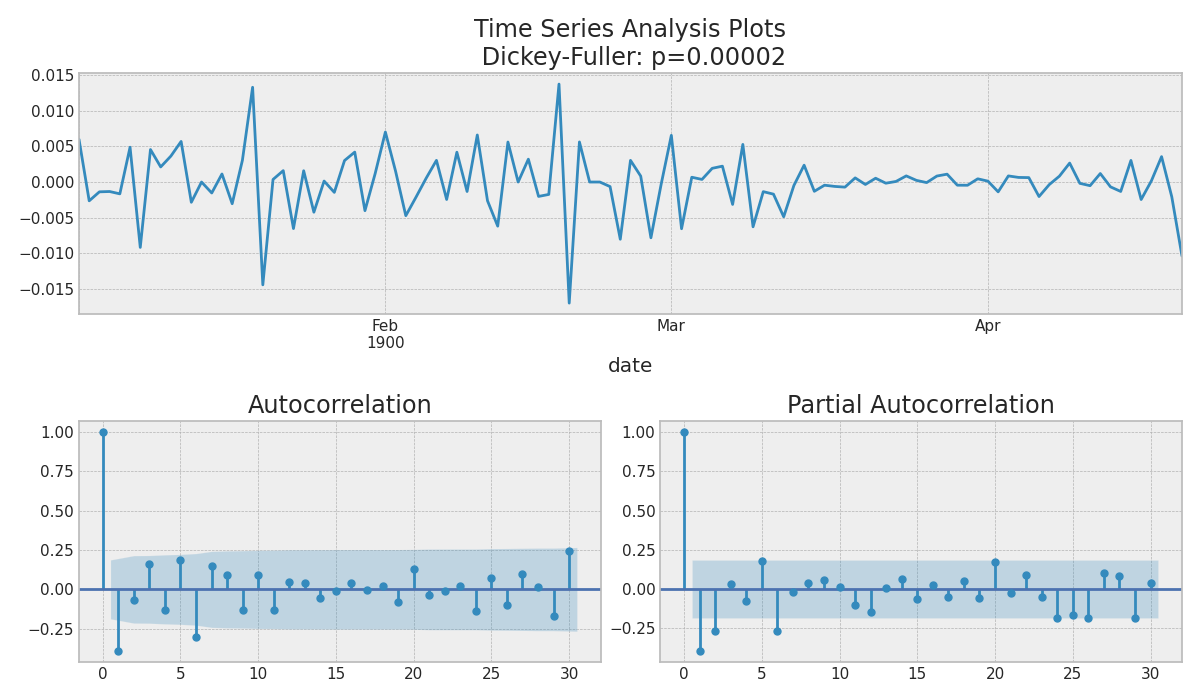 Time Series Analysis Plots
Dickey-Fuller: p=0.00002
0.015
0.010
0.005
0.000
−0.005
−0.010
−0.015
Feb
1900
Mar
Apr
date
Autocorrelation
1.00
0.75
0.50
0.25
0.00
−0.25
0 5 10 15 20 25 30
Partial Autocorrelation
1.00
0.75
0.50
0.25
0.00
−0.25
0 5 10 15 20 25 30